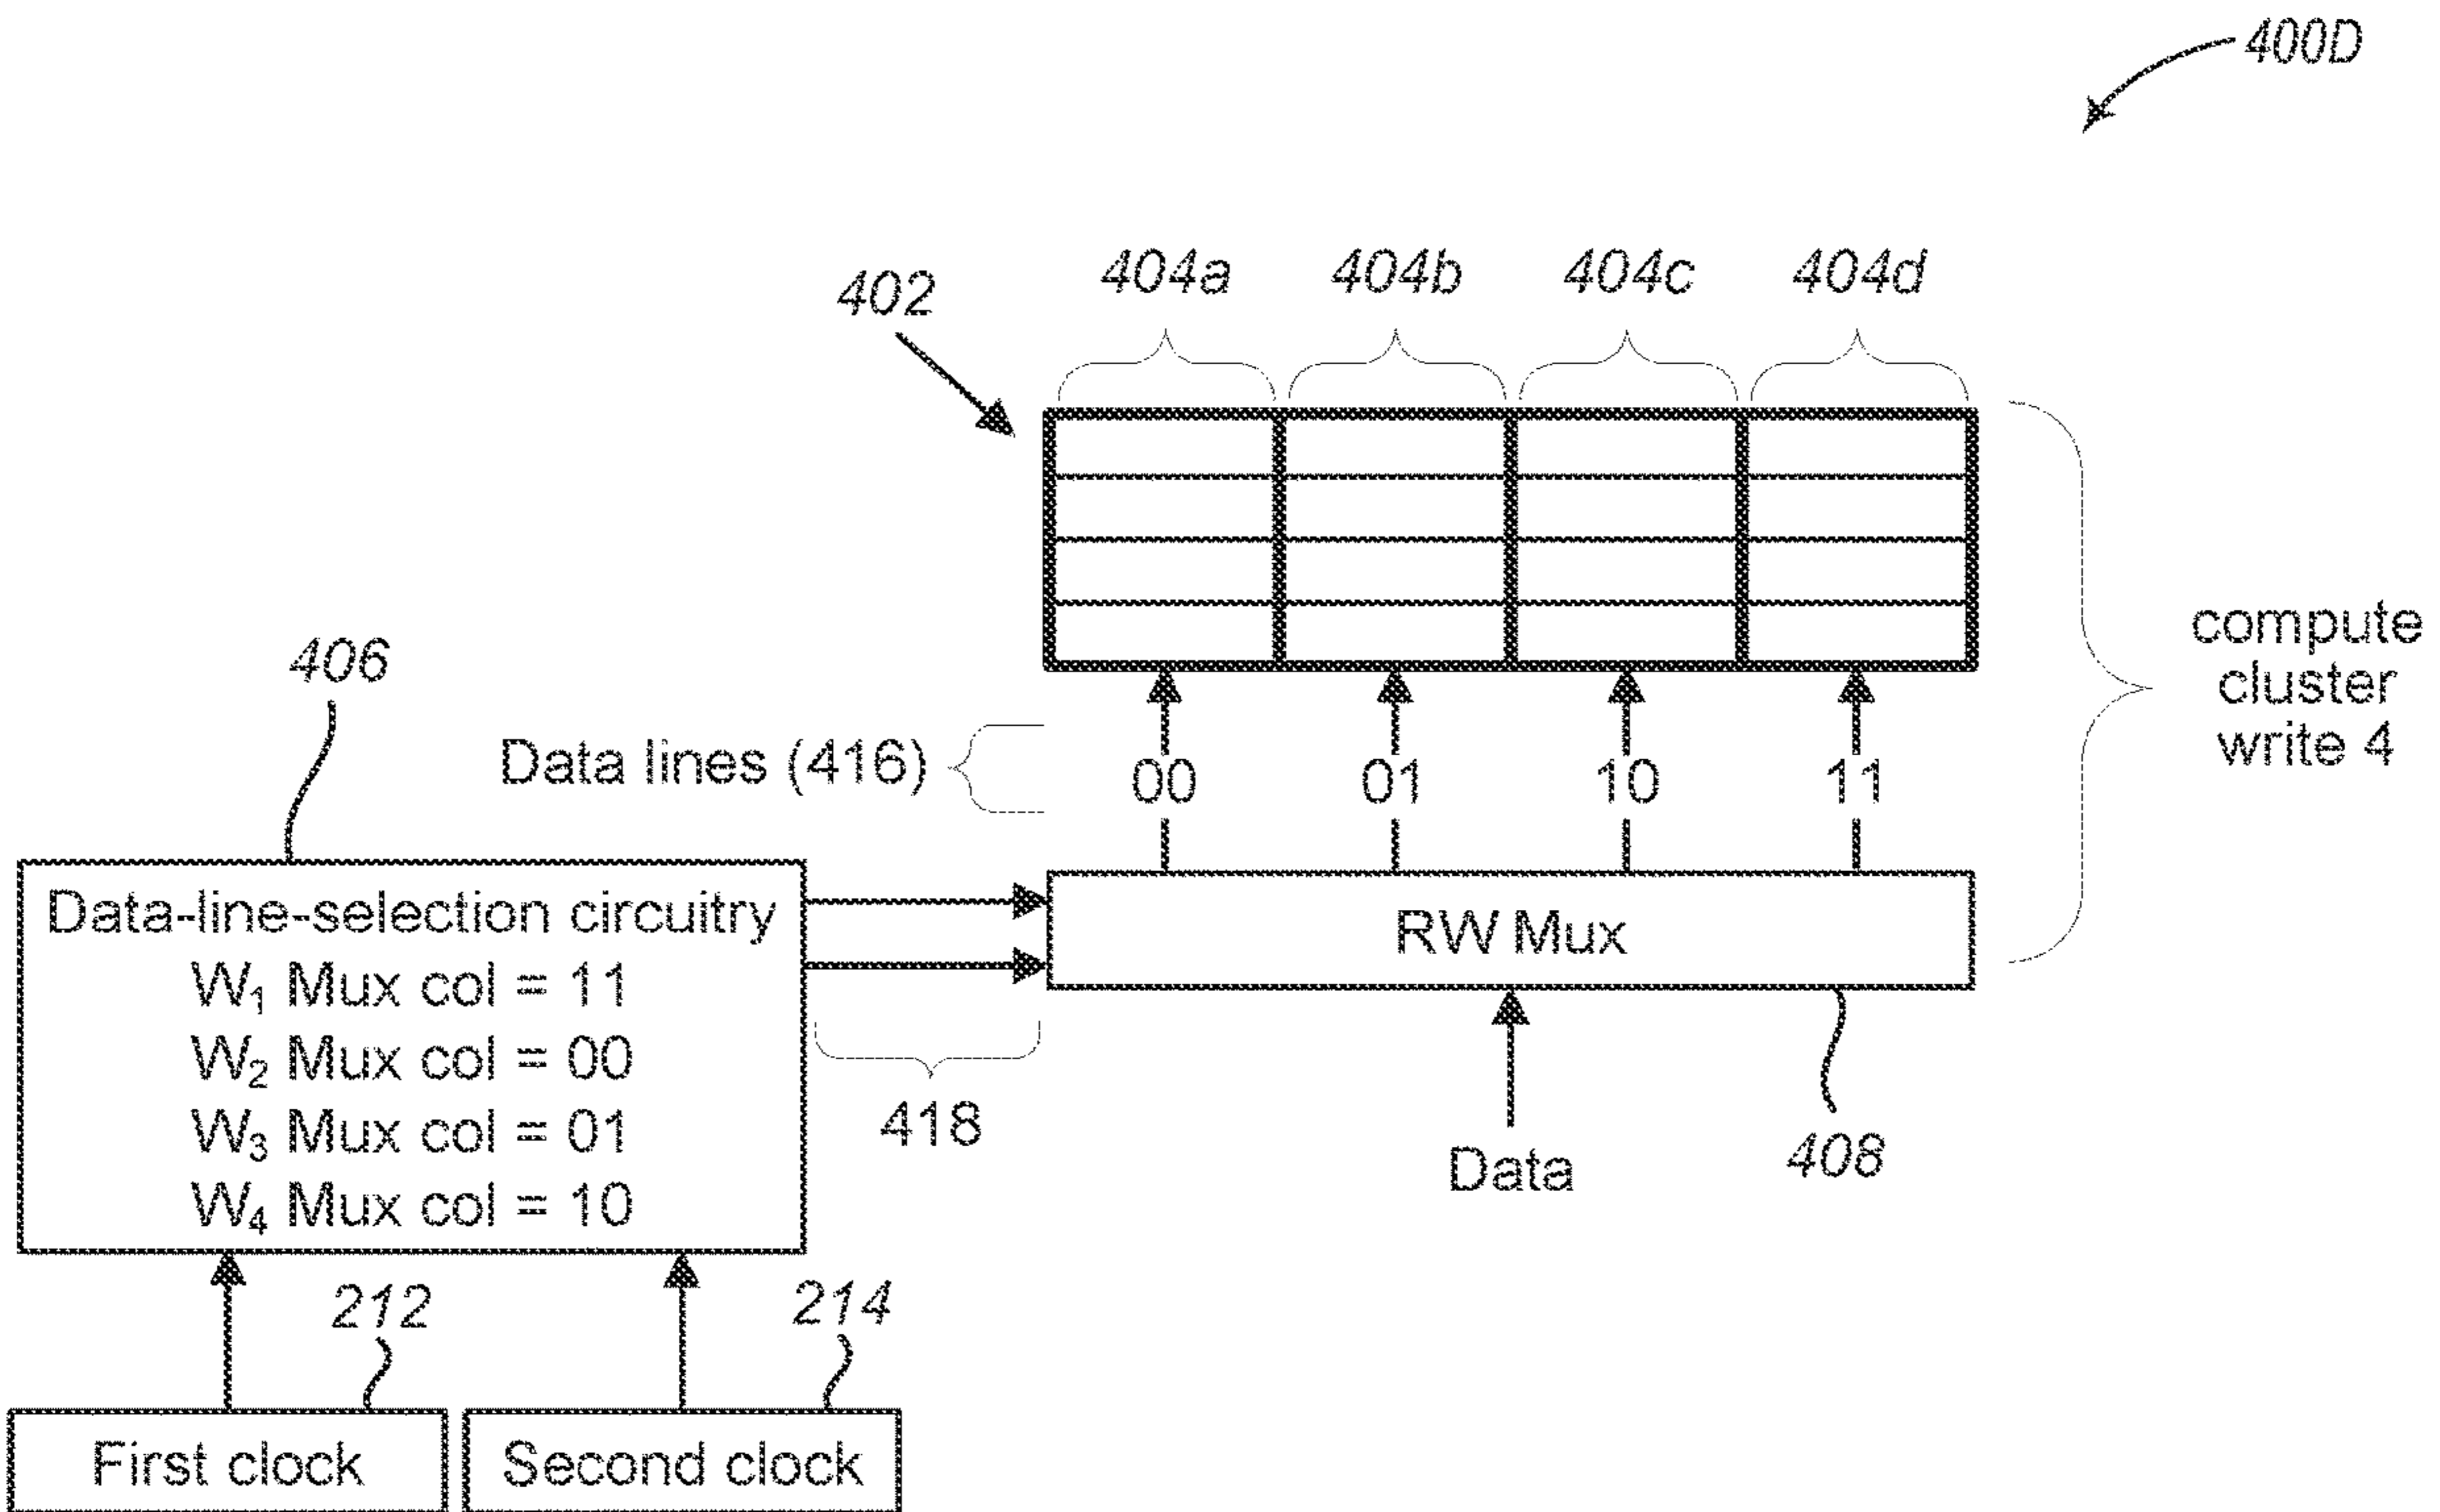 400D
402
404a 404b 404c 404d
compute
cluster
write 4
406
Data lines (416)
00 01 10 11
Data-line-selection circuitry
W₁ Mux col = 11
W₂ Mux col = 00
W₃ Mux col = 01
W₄ Mux col = 10
RW Mux
418
Data
408
212
214
First clock
Second clock